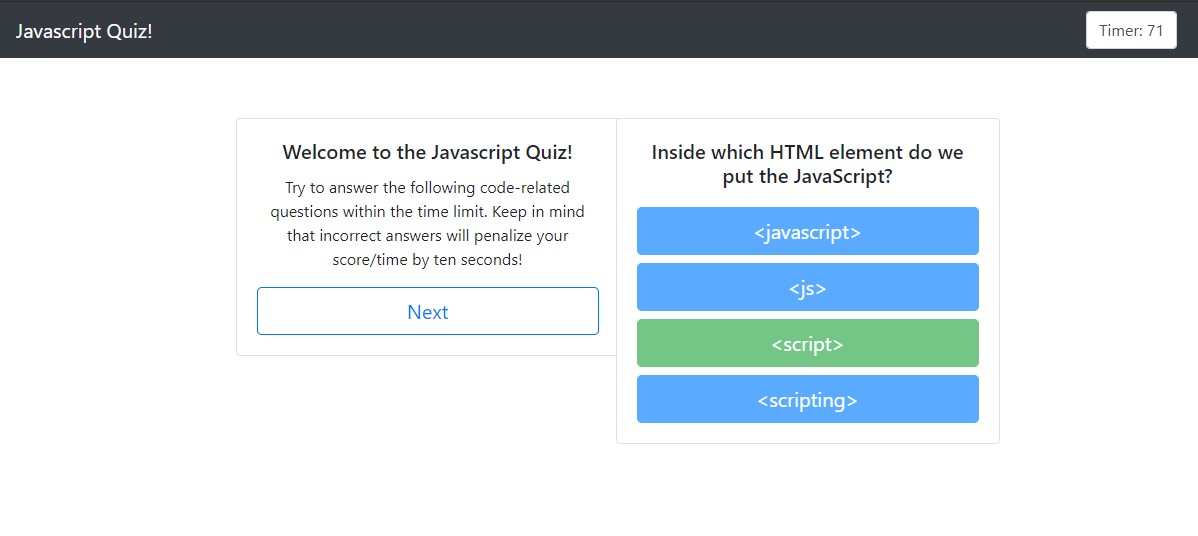 Javascript Quiz!
Timer: 71
Welcome to the Javascript Quiz!
Try to answer the following code-related
questions within the time limit. Keep in mind
that incorrect answers will penalize your
score/time by ten seconds!
Next
Inside which HTML element do we
put the JavaScript?
<javascript>
<js>
<script>
<scripting>